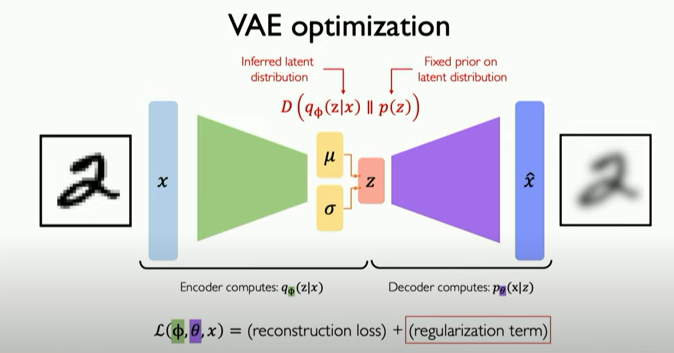 VAE optimization
Inferred latent
distribution
Fixed prior on
latent distribution
D(qϕ(z|x) ∥ p(z))
x
μ
σ
z
x̂
Encoder computes: qϕ(z|x)
Decoder computes: pθ(x|z)
ℒ(ϕ,θ,x) = (reconstruction loss) + (regularization term)